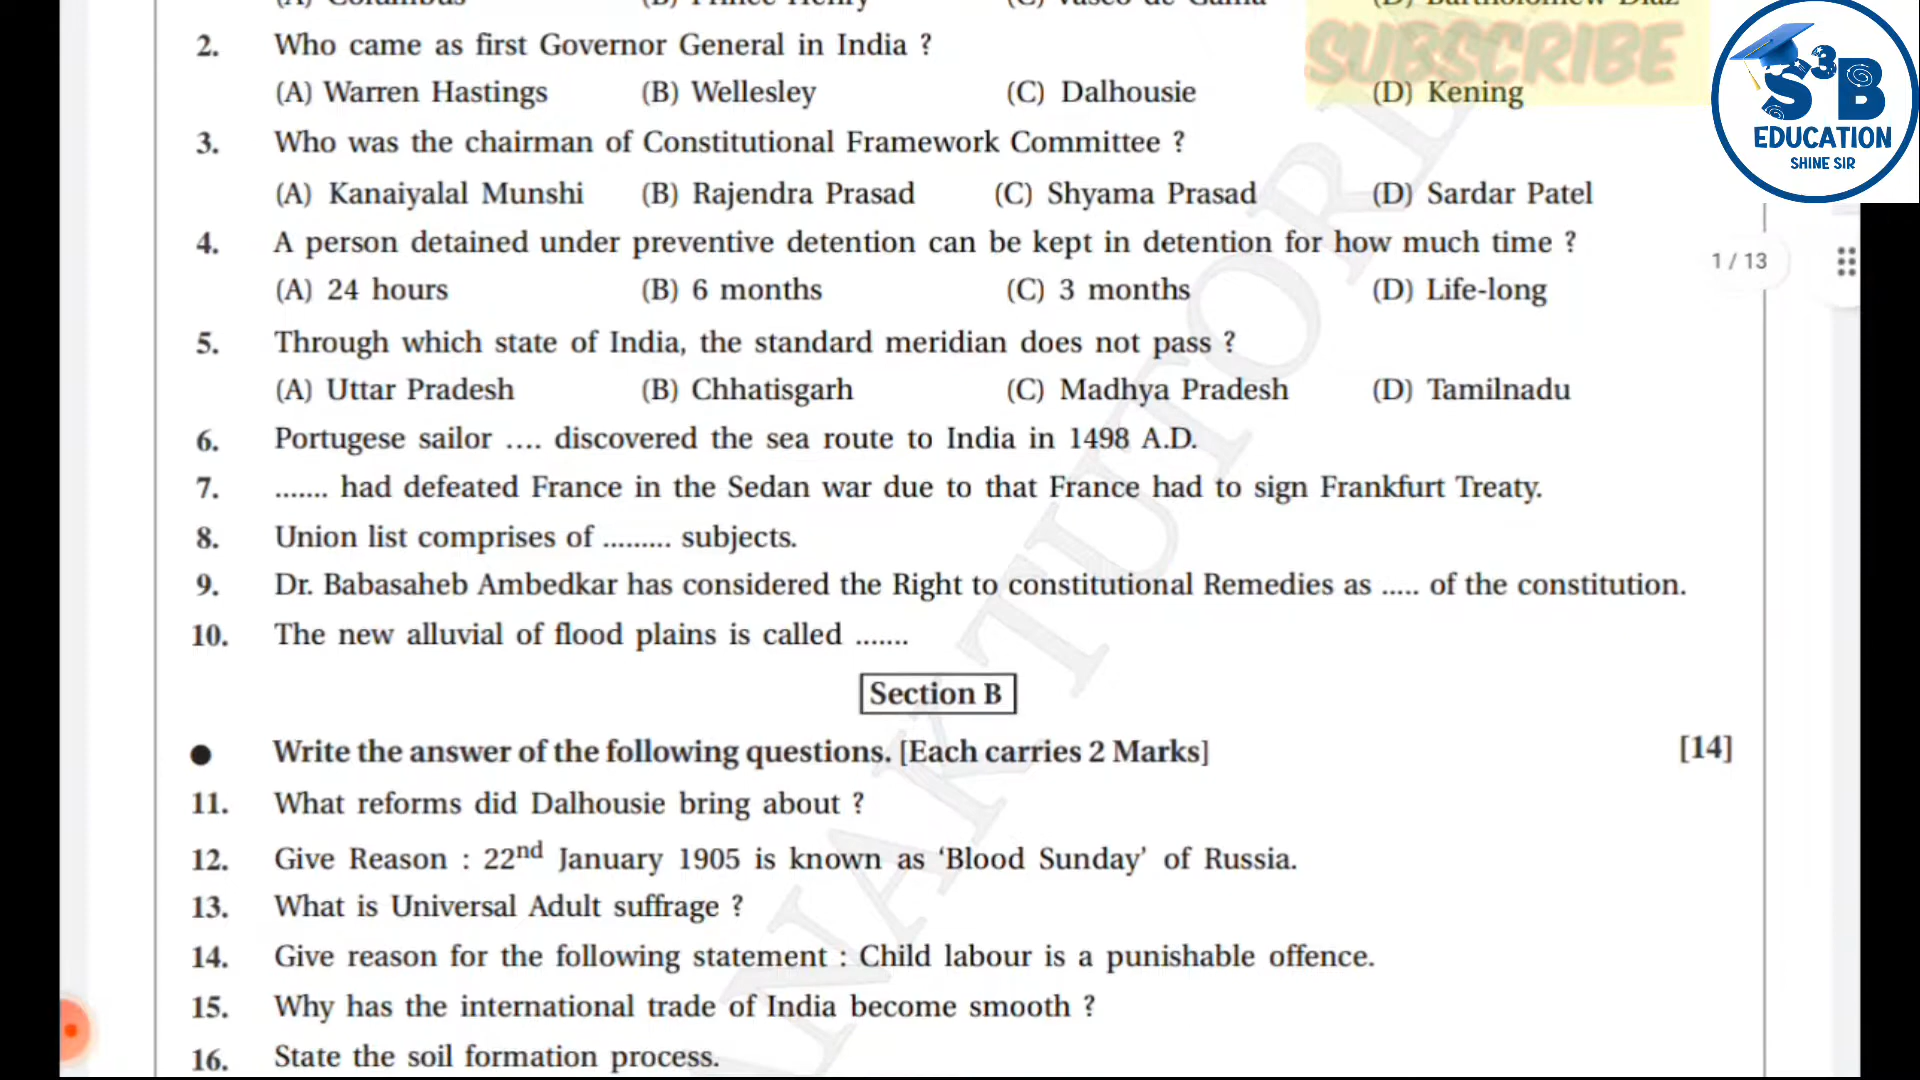 (A) Columbus (B) Prince Henry (C) Vasco de Gama (D) Bartholomew Diaz
SUBSCRIBE
S³B
EDUCATION
SHINE SIR
2. Who came as first Governor General in India ?
(A) Warren Hastings (B) Wellesley (C) Dalhousie (D) Kening
3. Who was the chairman of Constitutional Framework Committee ?
(A) Kanaiyalal Munshi (B) Rajendra Prasad (C) Shyama Prasad (D) Sardar Patel
4. A person detained under preventive detention can be kept in detention for how much time ?
1 / 13
(A) 24 hours (B) 6 months (C) 3 months (D) Life-long
5. Through which state of India, the standard meridian does not pass ?
(A) Uttar Pradesh (B) Chhatisgarh (C) Madhya Pradesh (D) Tamilnadu
6. Portugese sailor .... discovered the sea route to India in 1498 A.D.
7. ....... had defeated France in the Sedan war due to that France had to sign Frankfurt Treaty.
8. Union list comprises of ......... subjects.
9. Dr. Babasaheb Ambedkar has considered the Right to constitutional Remedies as ..... of the constitution.
10. The new alluvial of flood plains is called .......
Section B
● Write the answer of the following questions. [Each carries 2 Marks] [14]
11. What reforms did Dalhousie bring about ?
12. Give Reason : 22nd January 1905 is known as ‘Blood Sunday’ of Russia.
13. What is Universal Adult suffrage ?
14. Give reason for the following statement : Child labour is a punishable offence.
15. Why has the international trade of India become smooth ?
16. State the soil formation process.